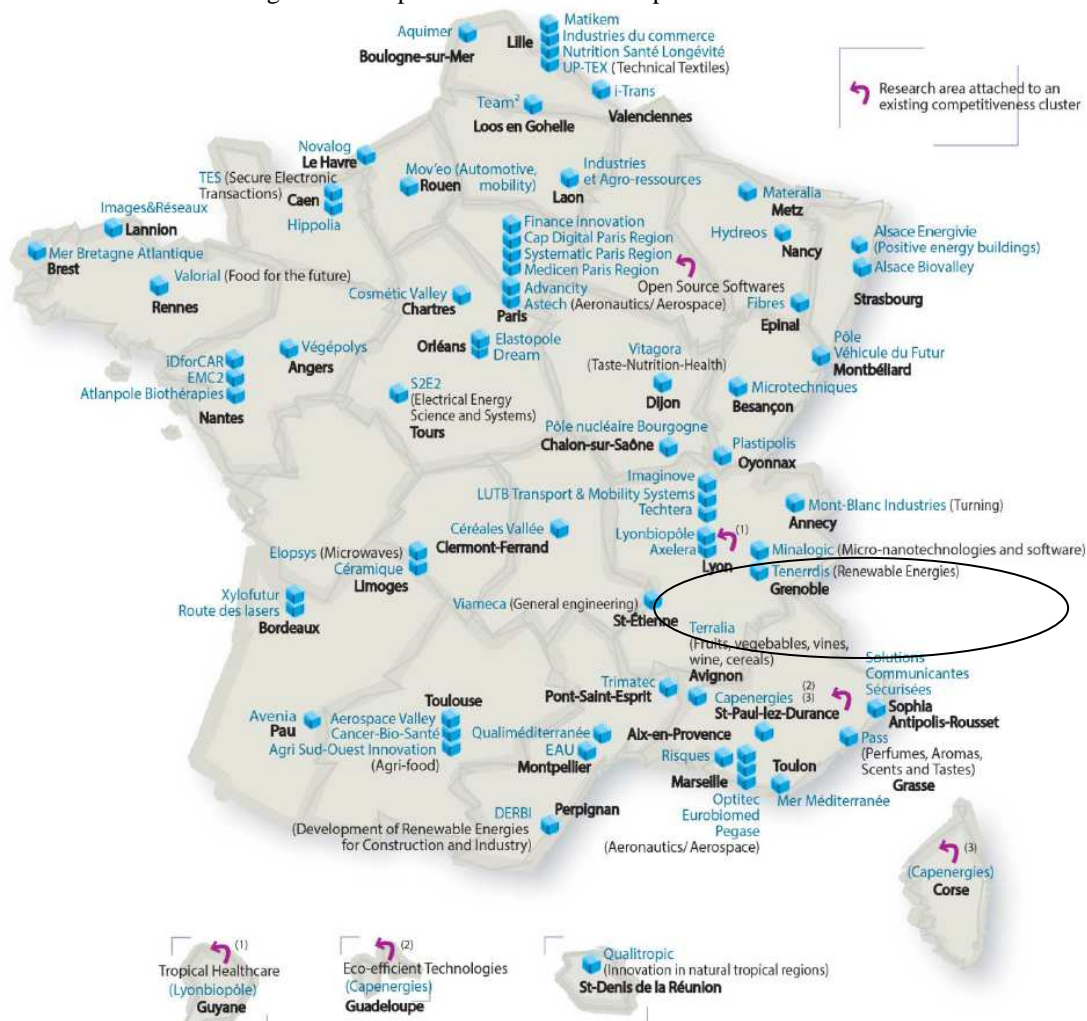 Aquimer
Boulogne-sur-Mer
Lille
Matikem
Industries du commerce
Nutrition Santé Longévité
UP-TEX (Technical Textiles)
i-Trans
Valenciennes
Team²
Loos en Gohelle
Research area attached to an
existing competitiveness cluster
Novalog
Le Havre
TES (Secure Electronic
Transactions)
Caen
Hippolia
Mov'eo (Automotive,
mobility)
Rouen
Industries
et Agro-ressources
Laon
Materalia
Metz
Hydreos
Nancy
Alsace Energivie
(Positive energy buildings)
Alsace Biovalley
Strasbourg
Images&Réseaux
Lannion
Mer Bretagne Atlantique
Brest
Valorial (Food for the future)
Rennes
Finance Innovation
Cap Digital Paris Region
Systematic Paris Region
Medicen Paris Region
Open Source Softwares
Advancity
Astech (Aeronautics/Aerospace)
Paris
Cosmétic Valley
Chartres
Fibres
Epinal
Orléans
Elastopole
Dream
Végépolys
Angers
iDforCAR
EMC2
Atlanpole Biothérapies
Nantes
S2E2
(Electrical Energy
Science and Systems)
Tours
Vitagora
(Taste-Nutrition-Health)
Dijon
Pôle
Véhicule du Futur
Montbéliard
Microtechniques
Besançon
Pôle nucléaire Bourgogne
Chalon-sur-Saône
Plastipolis
Oyonnax
Imaginove
LUTB Transport & Mobility Systems
Techtera
Lyonbiopôle
(1)
Axelera
Lyon
Mont-Blanc Industries (Turning)
Annecy
Minalogic (Micro-nanotechnologies and software)
Tenerrdis (Renewable Energies)
Grenoble
Céréales Vallée
Clermont-Ferrand
Elopsys (Microwaves)
Céramique
Limoges
Xylofutur
Route des lasers
Bordeaux
Viameca (General engineering)
St-Étienne
Terralia
(Fruits, vegebables, vines,
wine, cereals)
Avignon
Trimatec
Pont-Saint-Esprit
Capenergies
(2)
(3)
St-Paul-lez-Durance
Solutions
Communicantes
Sécurisées
Sophia
Antipolis-Rousset
Avenia
Pau
Toulouse
Aerospace Valley
Cancer-Bio-Santé
Agri Sud-Ouest Innovation
(Agri-food)
Qualiméditerranée
EAU
Montpellier
Aix-en-Provence
Risques
Marseille
Optitec
Eurobiomed
Pegase
(Aeronautics/Aerospace)
Toulon
Mer Méditerranée
Pass
(Perfumes, Aromas,
Scents and Tastes)
Grasse
DERBI
(Development of Renewable Energies
for Construction and Industry)
Perpignan
(3)
(Capenergies)
Corse
(1)
Tropical Healthcare
(Lyonbiopôle)
Guyane
(2)
Eco-efficient Technologies
(Capenergies)
Guadeloupe
Qualitropic
(Innovation in natural tropical regions)
St-Denis de la Réunion